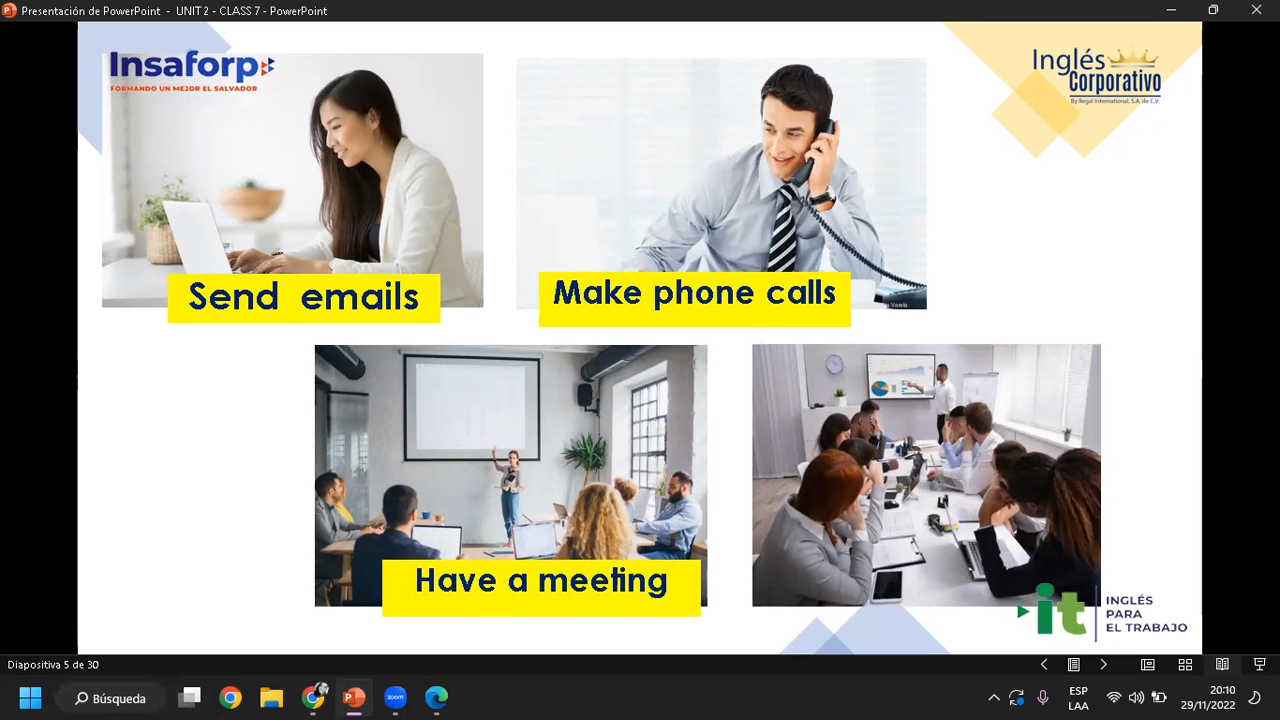 Presentación de PowerPoint - UNIT 2 - CLASS 7 - PowerPoint
Insaforp
FORMANDO UN MEJOR EL SALVADOR
Inglés
Corporativo
By Regal International, S.A. de C.V.
Send emails
Make phone calls
Have a meeting
it
INGLÉS
PARA
EL TRABAJO
Diapositiva 5 de 30
Búsqueda
zoom
ESP
LAA
20:10
29/11/2022